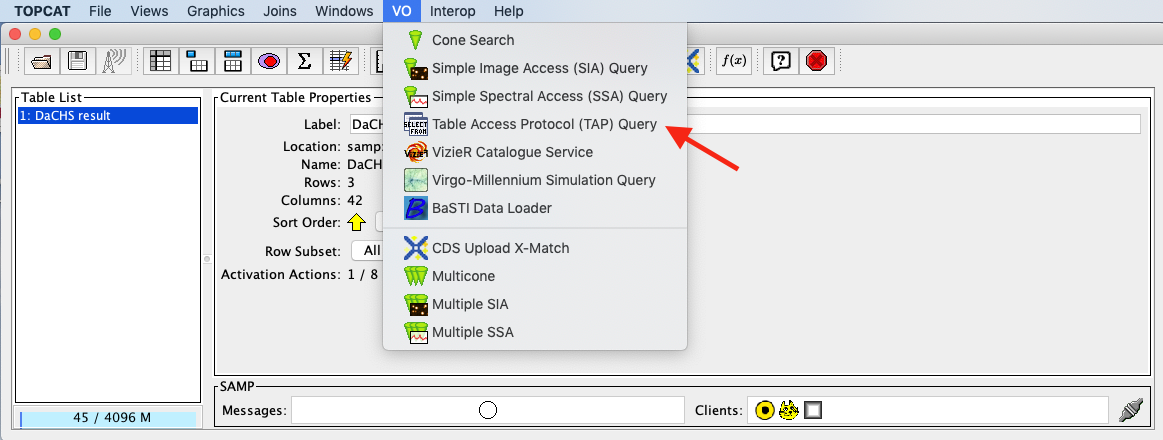 TOPCAT File Views Graphics Joins Windows VO Interop Help
Cone Search
Simple Image Access (SIA) Query
Simple Spectral Access (SSA) Query
Table Access Protocol (TAP) Query
VizieR Catalogue Service
Virgo-Millennium Simulation Query
BaSTI Data Loader
CDS Upload X-Match
Multicone
Multiple SIA
Multiple SSA
Σ
f(x)
?
Table List
1: DaCHS result
45 / 4096 M
Current Table Properties
Label: DaCH
Location: samp:
Name: DaCH
Rows: 3
Columns: 42
Sort Order:
Row Subset: All
Activation Actions: 1 / 8
SELECT
FROM
VizieR
B
SAMP
Messages:
Clients: